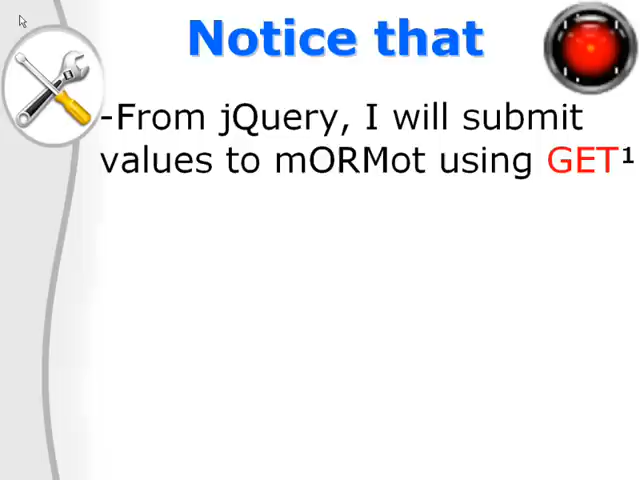 Notice that
-From jQuery, I will submit
values to mORMot using GET¹